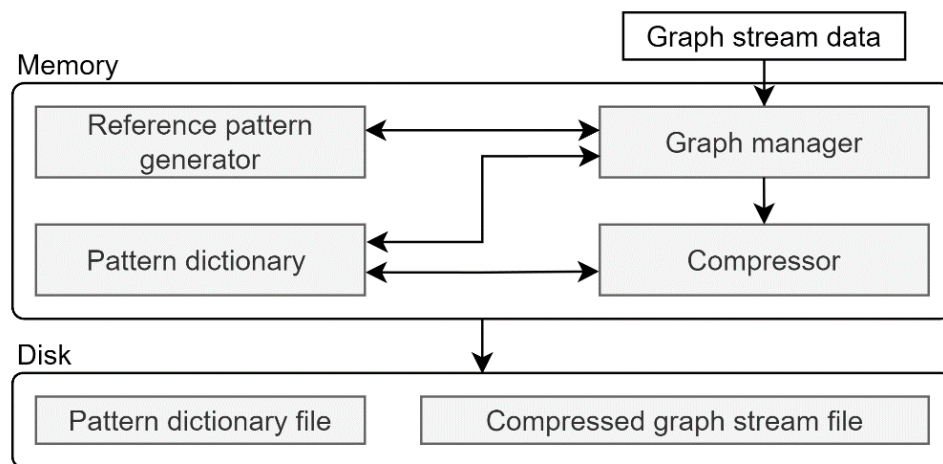 Graph stream data
Memory
Reference pattern
generator
Graph manager
Pattern dictionary
Compressor
Disk
Pattern dictionary file
Compressed graph stream file